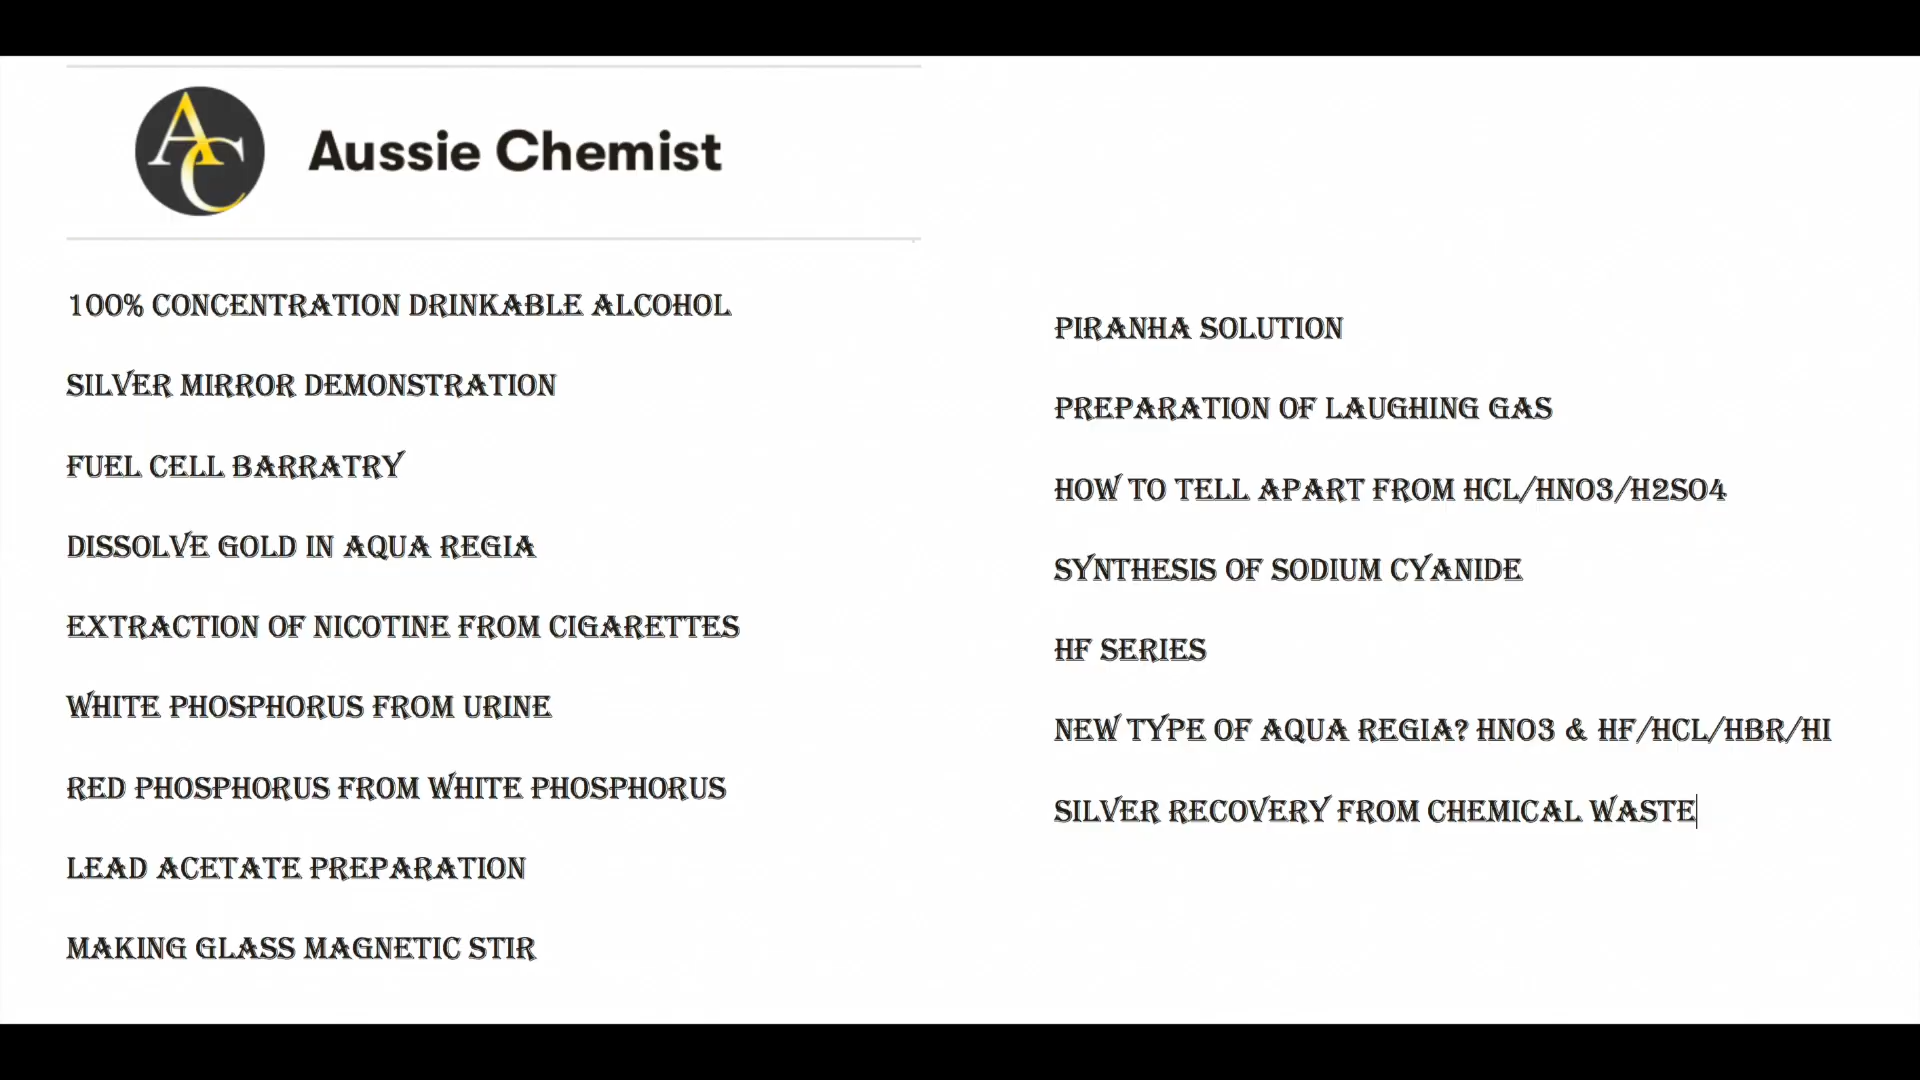 AC
Aussie Chemist
100% CONCENTRATION DRINKABLE ALCOHOL
SILVER MIRROR DEMONSTRATION
FUEL CELL BARRATRY
DISSOLVE GOLD IN AQUA REGIA
EXTRACTION OF NICOTINE FROM CIGARETTES
WHITE PHOSPHORUS FROM URINE
RED PHOSPHORUS FROM WHITE PHOSPHORUS
LEAD ACETATE PREPARATION
MAKING GLASS MAGNETIC STIR
PIRANHA SOLUTION
PREPARATION OF LAUGHING GAS
HOW TO TELL APART FROM HCL/HNO3/H2SO4
SYNTHESIS OF SODIUM CYANIDE
HF SERIES
NEW TYPE OF AQUA REGIA? HNO3 & HF/HCL/HBR/HI
SILVER RECOVERY FROM CHEMICAL WASTE